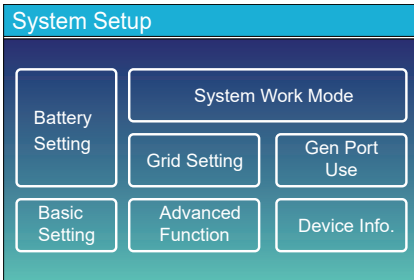 System Setup
Battery
Setting
System Work Mode
Grid Setting
Gen Port
Use
Basic
Setting
Advanced
Function
Device Info.